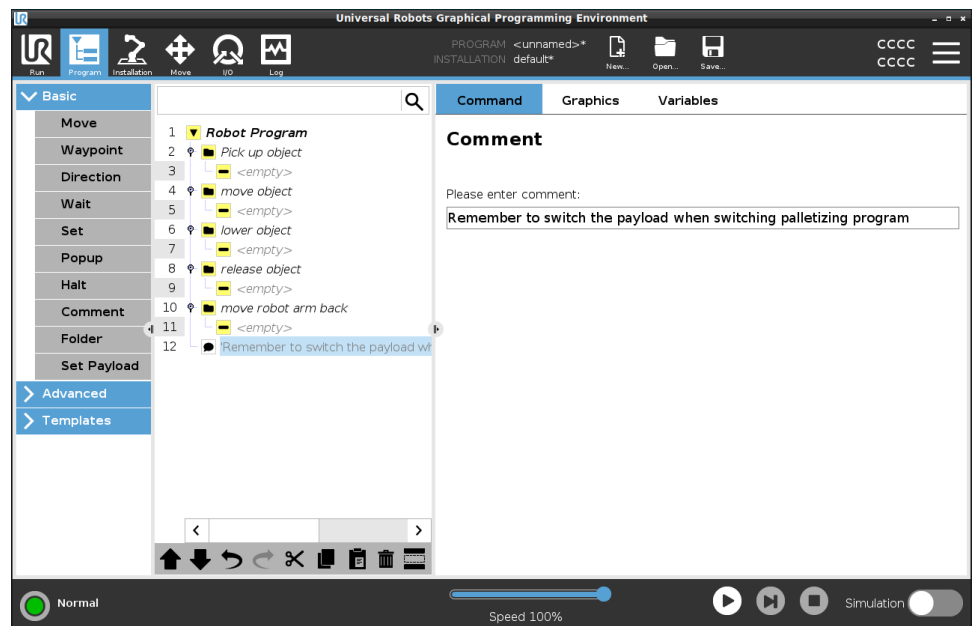 UR
Universal Robots Graphical Programming Environment
UR
Run
Program
Installation
Move
I/O
Log
PROGRAM <unnamed>*
INSTALLATION default*
New...
Open...
Save...
CCCC
CCCC
Basic
Move
Waypoint
Direction
Wait
Set
Popup
Halt
Comment
Folder
Set Payload
Advanced
Templates
1 Robot Program
2 Pick up object
3 <empty>
4 move object
5 <empty>
6 lower object
7 <empty>
8 release object
9 <empty>
10 move robot arm back
11 <empty>
12 'Remember to switch the payload wh
Command Graphics Variables
Comment
Please enter comment:
Remember to switch the payload when switching palletizing program
Normal
Speed 100%
Simulation